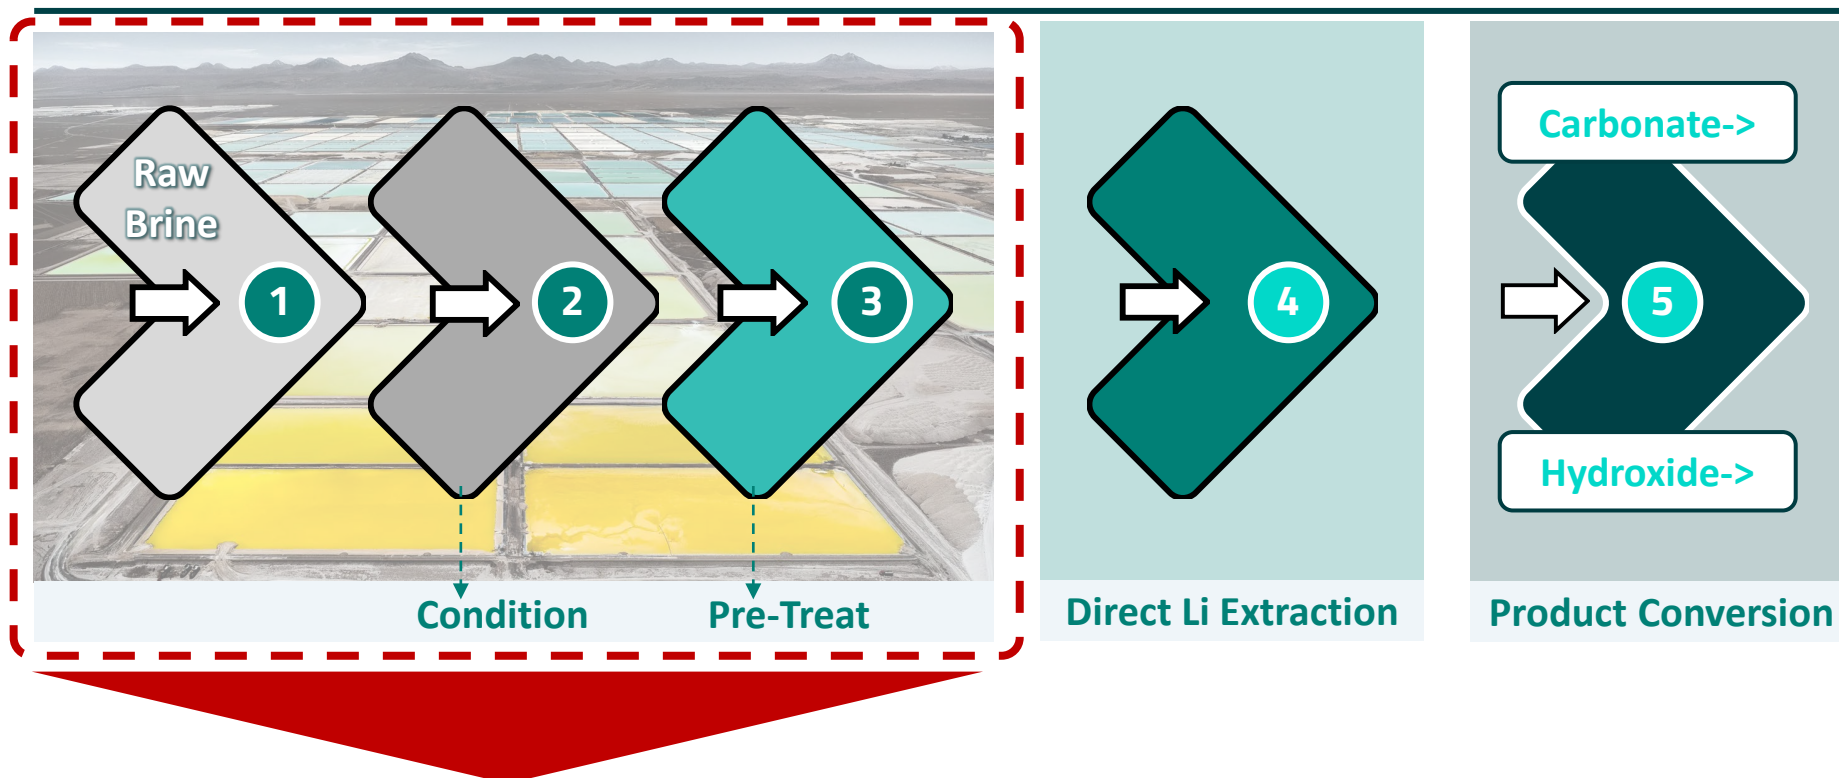 Raw
Brine
1
2
3
4
5
Carbonate->
Hydroxide->
Condition
Pre-Treat
Direct Li Extraction
Product Conversion